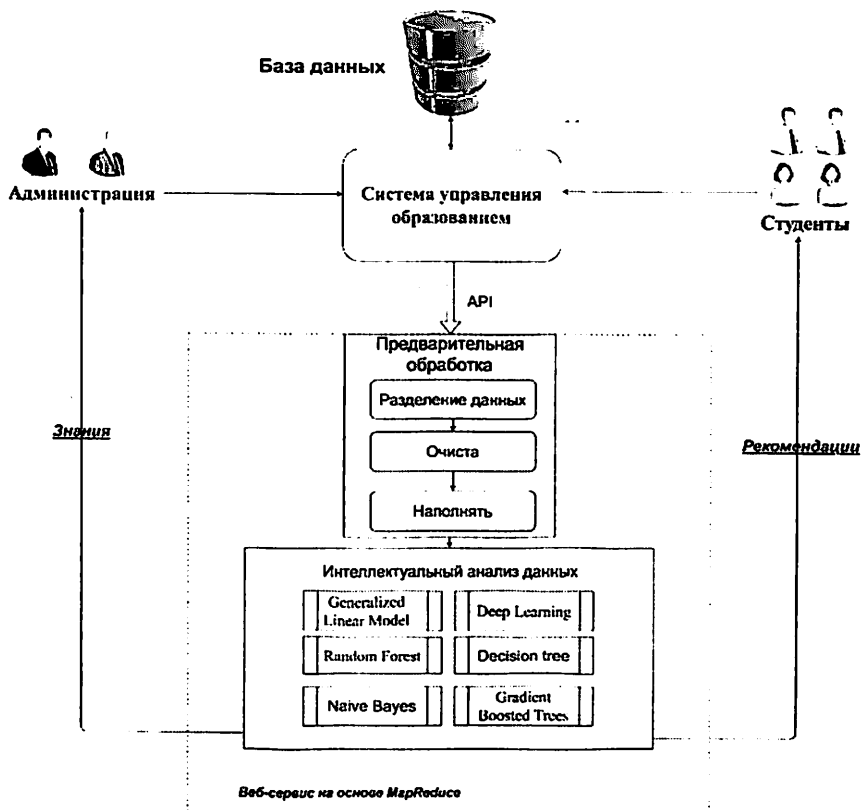 База данных
Администрация
Система управления
образованием
Студенты
API
Предварительная
обработка
Разделение данных
Знания
Очиста
Рекомендации
Наполнять
Интеллектуальный анализ данных
Generalized
Linear Model
Deep Learning
Random Forest
Decision tree
Naive Bayes
Gradient
Boosted Trees
Веб-сервис на основе MapReduce